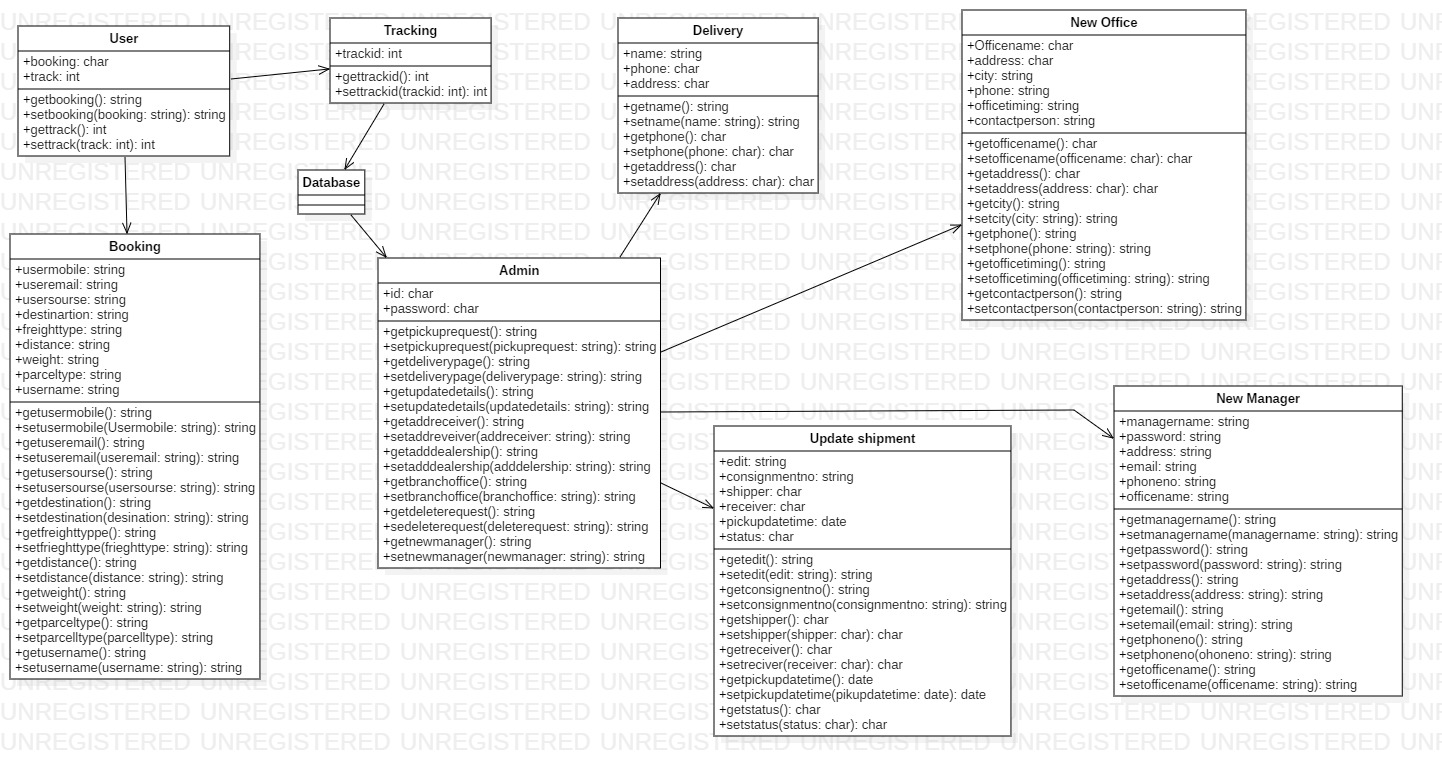 User
+booking: char
+track: int
+getbooking(): string
+setbooking(booking: string): string
+gettrack(): int
+settrack(track: int): int
Tracking
+trackid: int
+gettrackid(): int
+settrackid(trackid: int): int
Database
Delivery
+name: string
+phone: char
+address: char
+getname(): string
+setname(name: string): string
+getphone(): char
+setphone(phone: char): char
+getaddress(): char
+setaddress(address: char): char
New Office
+Officename: char
+address: char
+city: string
+phone: string
+officetiming: string
+contactperson: string
+getofficename(): char
+setofficename(officename: char): char
+getaddress(): char
+setaddress(address: char): char
+getcity(): string
+setcity(city: string): string
+getphone(): string
+setphone(phone: string): string
+getofficetiming(): string
+setofficetiming(officetiming: string): string
+getcontactperson(): string
+setcontactperson(contactperson: string): string
Booking
+usermobile: string
+useremail: string
+usersourse: string
+destinartion: string
+freighttype: string
+distance: string
+weight: string
+parceltype: string
+username: string
+getusermobile(): string
+setusermobile(Usermobile: string): string
+getuseremail(): string
+setuseremail(useremail: string): string
+getusersourse(): string
+setusersourse(usersourse: string): string
+getdestination(): string
+setdestination(desination: string): string
+getfreighttyppe(): string
+setfrieghttype(frieghttype: string): string
+getdistance(): string
+setdistance(distance: string): string
+getweight(): string
+setweight(weight: string): string
+getparceltype(): string
+setparcelltype(parcelltype): string
+getusername(): string
+setusername(username: string): string
Admin
+id: char
+password: char
+getpickuprequest(): string
+setpickuprequest(pickuprequest: string): string
+getdeliverypage(): string
+setdeliverypage(deliverypage: string): string
+getupdatedetails(): string
+setupdatedetails(updatedetails: string): string
+getaddreceiver(): string
+setaddreveiver(addreceiver: string): string
+getadddealership(): string
+setadddealership(adddelership: string): string
+getbranchoffice(): string
+setbranchoffice(branchoffice: string): string
+getdeleterequest(): string
+sedeleterequest(deleterequest: string): string
+getnewmanager(): string
+setnewmanager(newmanager: string): string
Update shipment
+edit: string
+consignmentno: string
+shipper: char
+receiver: char
+pickupdatetime: date
+status: char
+getedit(): string
+setedit(edit: string): string
+getconsignentno(): string
+setconsignmentno(consignmentno: string): string
+getshipper(): char
+setshipper(shipper: char): char
+getreceiver(): char
+setreciver(receiver: char): char
+getpickupdatetime(): date
+setpickupdatetime(pikupdatetime: date): date
+getstatus(): char
+setstatus(status: char): char
New Manager
+managername: string
+password: string
+address: string
+email: string
+phoneno: string
+officename: string
+getmanagername(): string
+setmanagername(managername: string): string
+getpassword(): string
+setpassword(password: string): string
+getaddress(): string
+setaddress(address: string): string
+getemail(): string
+setemail(email: string): string
+getphoneno(): string
+setphoneno(ohoneno: string): string
+getofficename(): string
+setofficename(officename: string): string
UNREGISTERED